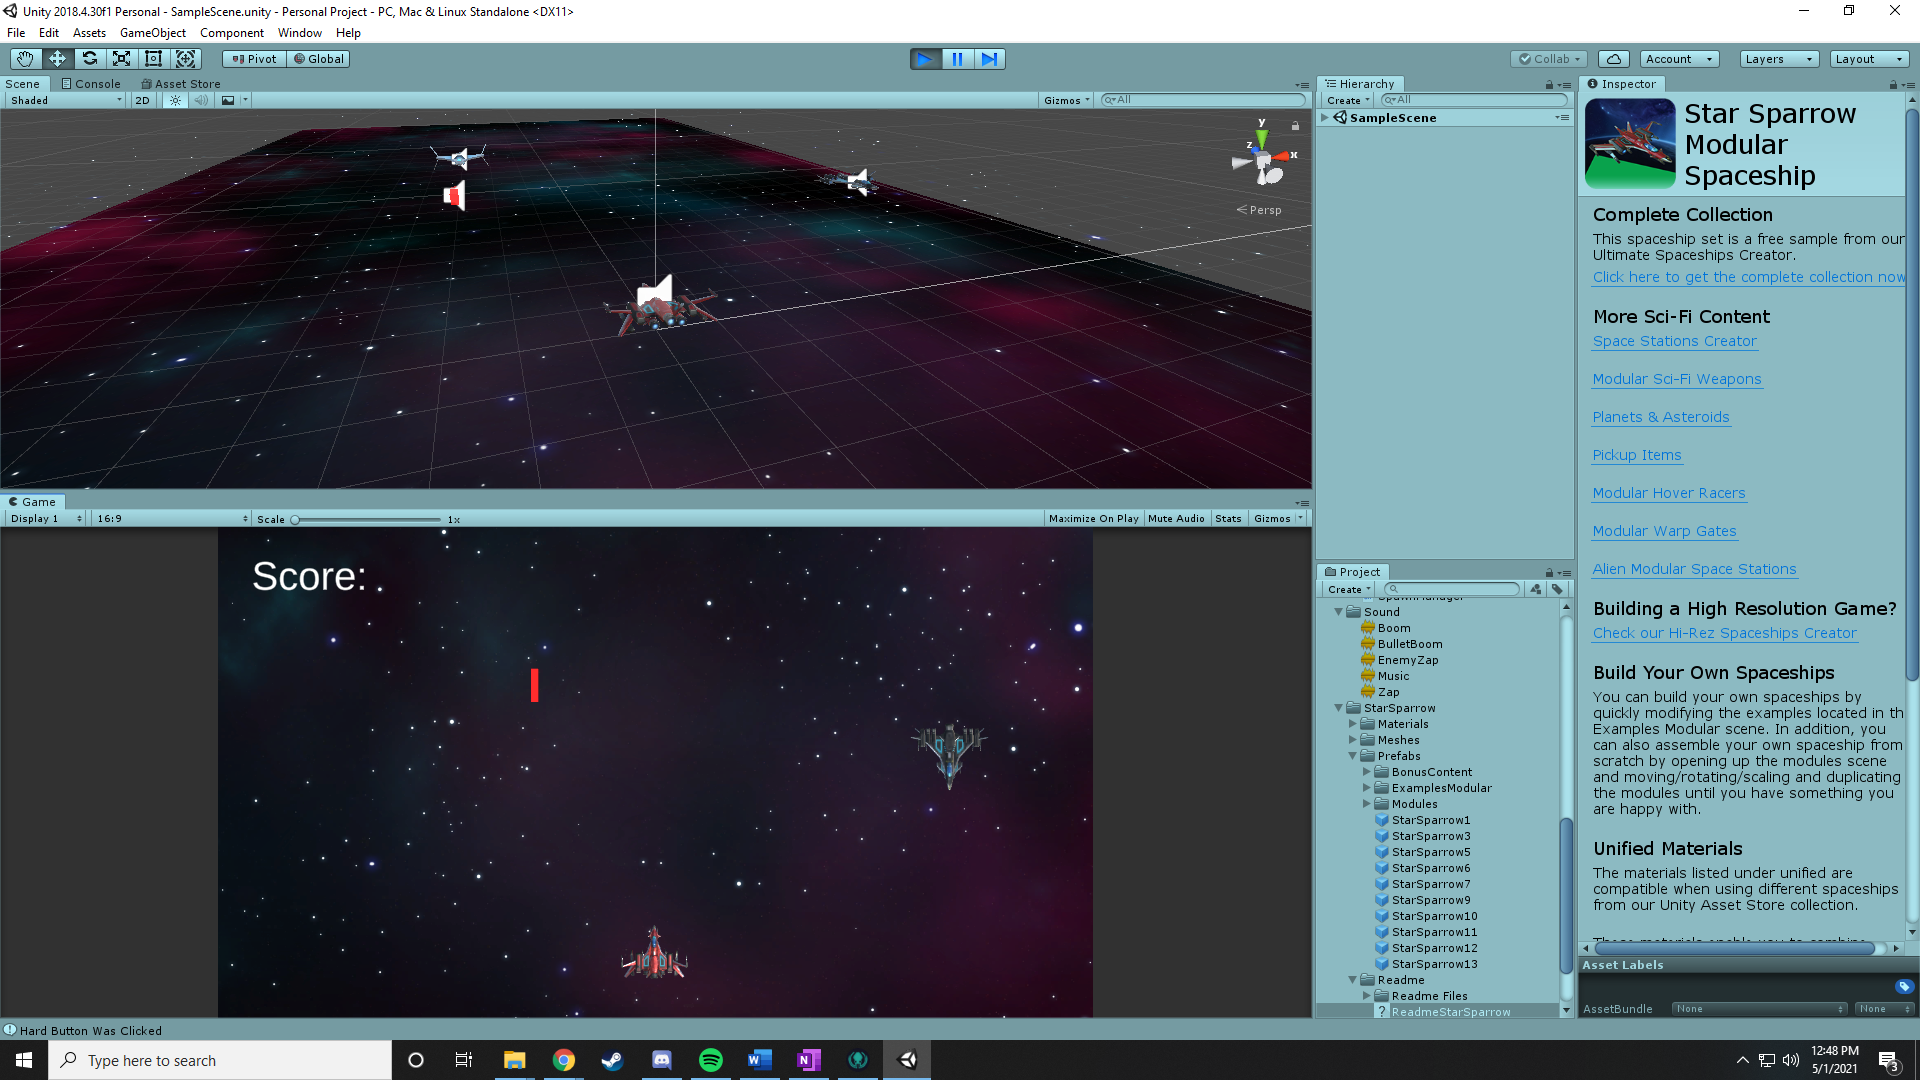 Unity 2018.4.30f1 Personal - SampleScene.unity - Personal Project - PC, Mac & Linux Standalone <DX11>
File Edit Assets GameObject Component Window Help
Pivot Global Collab Account Layers Layout
Scene Console Asset Store
Shaded 2D Gizmos All
y
z
x
Persp
Game
Display 1 16:9 Scale 1x Maximize On Play Mute Audio Stats Gizmos
Score:
Hierarchy
Create All
SampleScene
Project
Create
SpawnManager
Sound
Boom
BulletBoom
EnemyZap
Music
Zap
StarSparrow
Materials
Meshes
Prefabs
BonusContent
ExamplesModular
Modules
StarSparrow1
StarSparrow3
StarSparrow5
StarSparrow6
StarSparrow7
StarSparrow9
StarSparrow10
StarSparrow11
StarSparrow12
StarSparrow13
Readme
Readme Files
ReadmeStarSparrow
Inspector
Star Sparrow
Modular
Spaceship
Complete Collection
This spaceship set is a free sample from our
Ultimate Spaceships Creator.
Click here to get the complete collection now
More Sci-Fi Content
Space Stations Creator
Modular Sci-Fi Weapons
Planets & Asteroids
Pickup Items
Modular Hover Racers
Modular Warp Gates
Alien Modular Space Stations
Building a High Resolution Game?
Check our Hi-Rez Spaceships Creator
Build Your Own Spaceships
You can build your own spaceships by
quickly modifying the examples located in th
Examples Modular scene. In addition, you
can also assemble your own spaceship from
scratch by opening up the modules scene
and moving/rotating/scaling and duplicating
the modules until you have something you
are happy with.
Unified Materials
The materials listed under unified are
compatible when using different spaceships
from our Unity Asset Store collection.
These materials enable you to combine
Asset Labels
AssetBundle None None
Hard Button Was Clicked
Type here to search
12:48 PM
5/1/2021
3